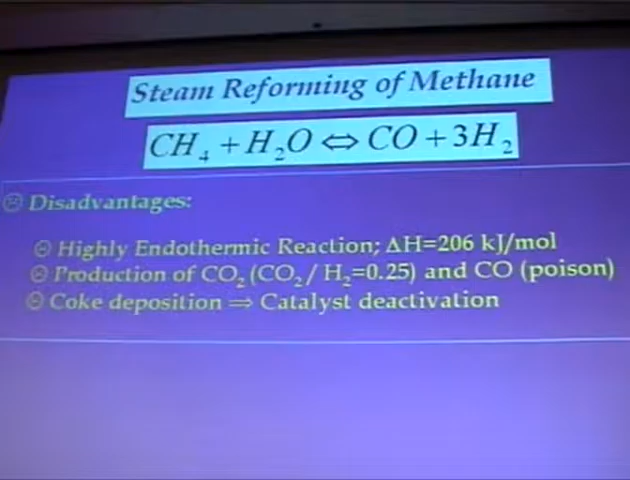 Steam Reforming of Methane
CH₄ + H₂O ⇔ CO + 3H₂
☹ Disadvantages:
☹ Highly Endothermic Reaction; ΔH=206 kJ/mol
☹ Production of CO₂ (CO₂ / H₂=0.25) and CO (poison)
☹ Coke deposition ⇒ Catalyst deactivation